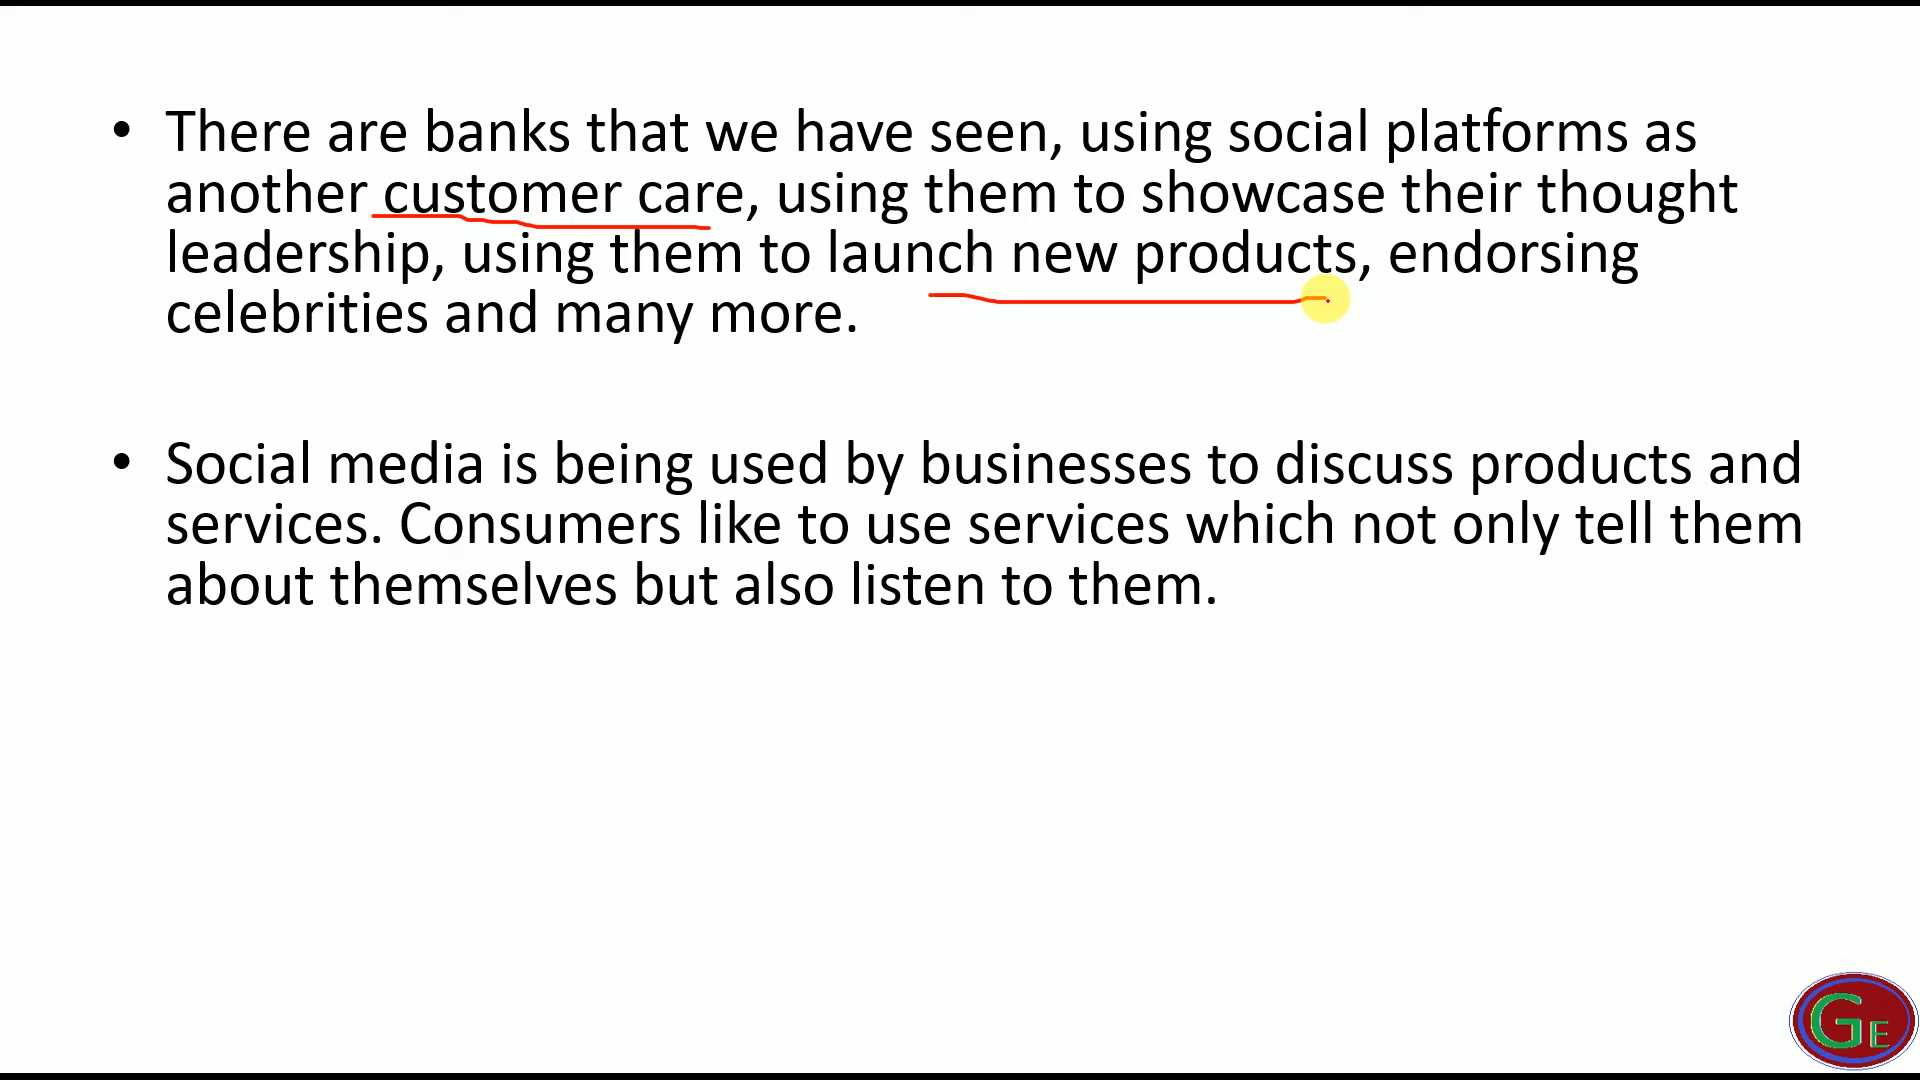 • There are banks that we have seen, using social platforms as
another customer care, using them to showcase their thought
leadership, using them to launch new products, endorsing
celebrities and many more.
• Social media is being used by businesses to discuss products and
services. Consumers like to use services which not only tell them
about themselves but also listen to them.
GE